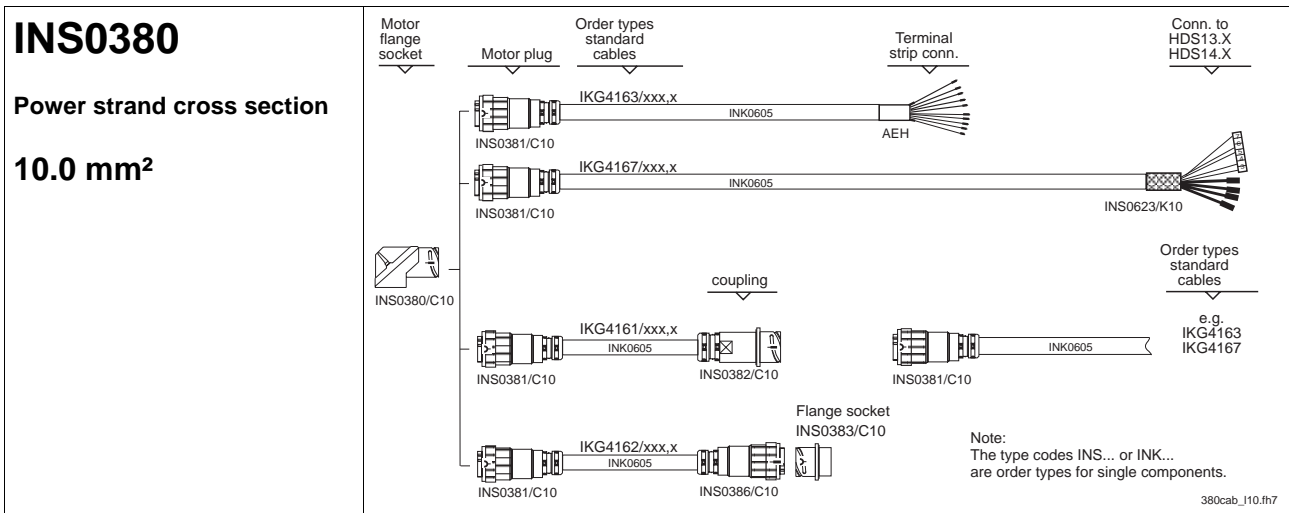 INS0380
Power strand cross section
10.0 mm²
Motor
flange
socket
Motor plug
Order types
standard
cables
Terminal
strip conn.
Conn. to
HDS13.X
HDS14.X
IKG4163/xxx,x
INK0605
INS0381/C10
AEH
IKG4167/xxx,x
INK0605
INS0381/C10
INS0623/K10
INS0380/C10
coupling
Order types
standard
cables
IKG4161/xxx,x
INK0605
INS0381/C10
INS0382/C10
INK0605
INS0381/C10
e.g.
IKG4163
IKG4167
Flange socket
INS0383/C10
IKG4162/xxx,x
INK0605
INS0381/C10
INS0386/C10
Note:
The type codes INS... or INK...
are order types for single components.
380cab_l10.fh7